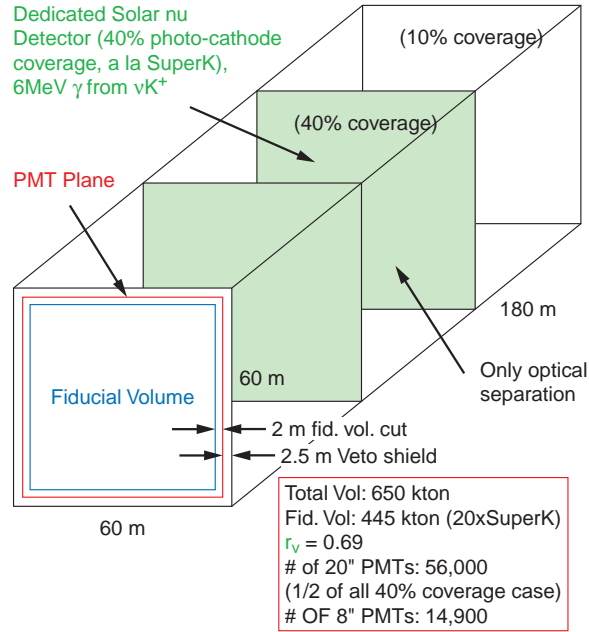 Dedicated Solar nu
Detector (40% photo-cathode
coverage, a la SuperK),
6MeV γ from νK+
(10% coverage)
(40% coverage)
PMT Plane
180 m
60 m
Only optical
separation
Fiducial Volume
2 m fid. vol. cut
2.5 m Veto shield
60 m
Total Vol: 650 kton
Fid. Vol: 445 kton (20xSuperK)
rv = 0.69
# of 20" PMTs: 56,000
(1/2 of all 40% coverage case)
# OF 8" PMTs: 14,900